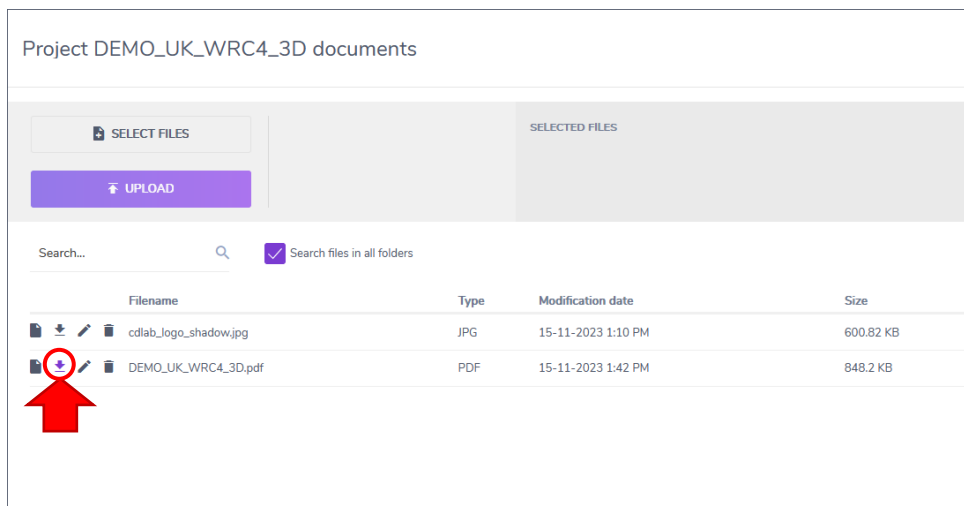 Project DEMO_UK_WRC4_3D documents
SELECT FILES
SELECTED FILES
UPLOAD
Search...
Search files in all folders
Filename Type Modification date Size
cdlab_logo_shadow.jpg JPG 15-11-2023 1:10 PM 600.82 KB
DEMO_UK_WRC4_3D.pdf PDF 15-11-2023 1:42 PM 848.2 KB